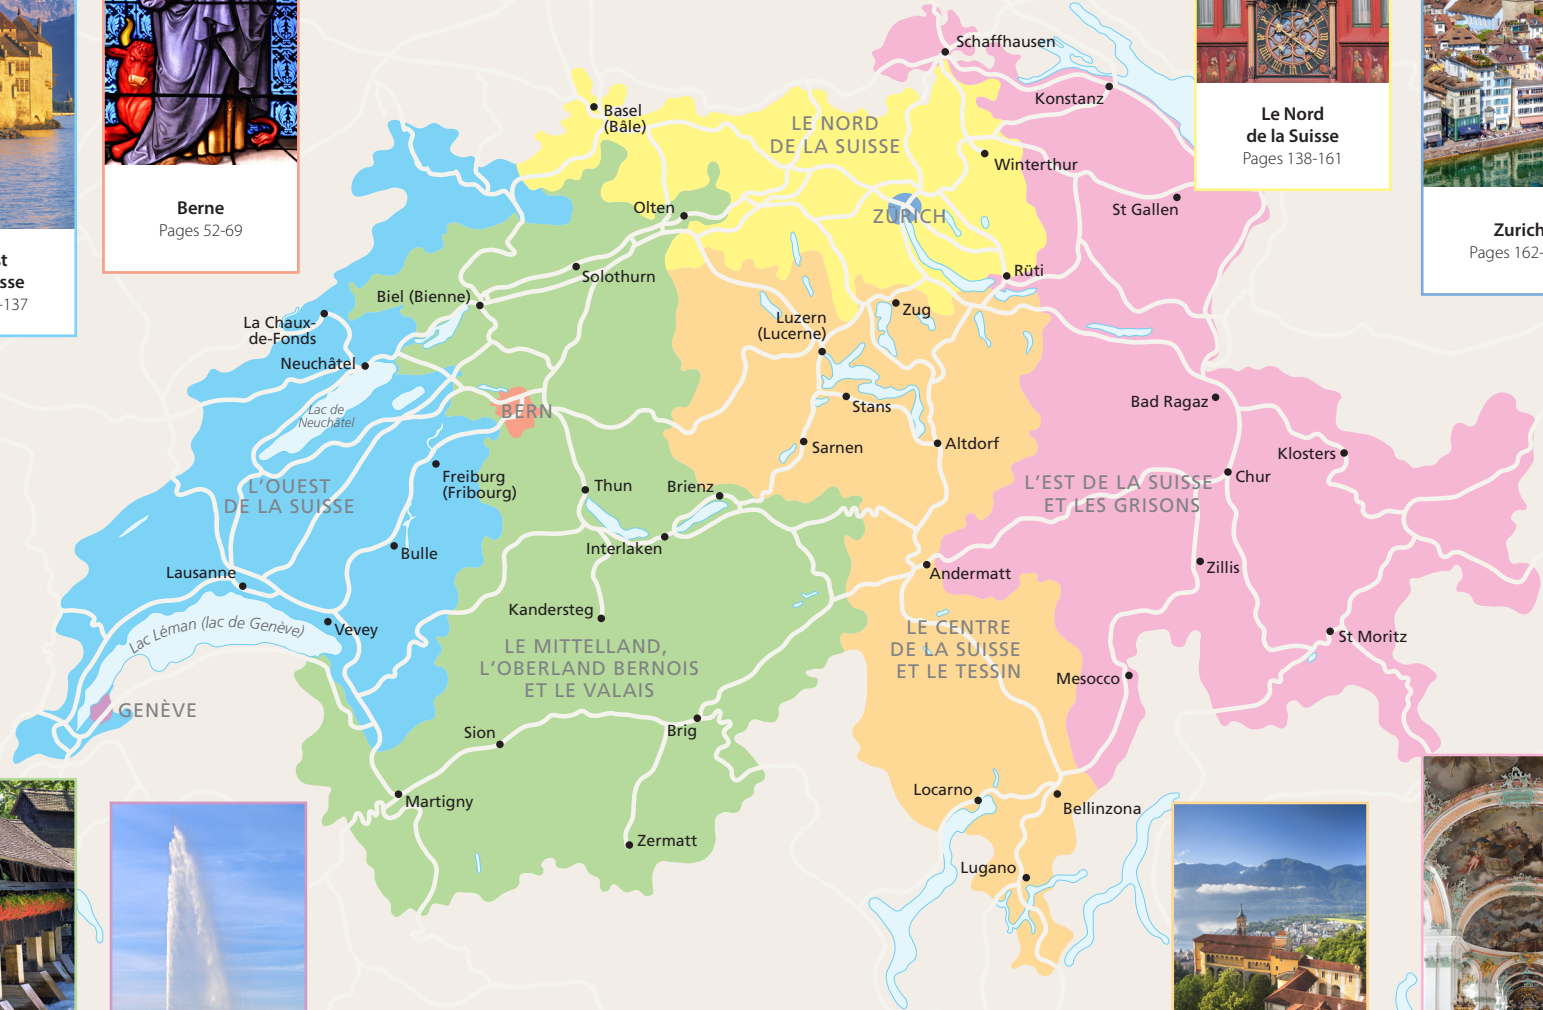 Berne
Pages 52-69
st
sse
-137
Le Nord
de la Suisse
Pages 138-161
Zurich
Pages 162-
Schaffhausen
Konstanz
Basel
(Bâle)
LE NORD
DE LA SUISSE
Winterthur
St Gallen
Olten
ZÜRICH
Rüti
Solothurn
Biel (Bienne)
La Chaux-
de-Fonds
Neuchâtel
Lac de
Neuchâtel
Luzern
(Lucerne)
Zug
BERN
Stans
Sarnen
Altdorf
Bad Ragaz
Klosters
Chur
L'EST DE LA SUISSE
ET LES GRISONS
L'OUEST
DE LA SUISSE
Freiburg
(Fribourg)
Thun
Brienz
Interlaken
Bulle
Lausanne
Lac Léman (lac de Genève)
Vevey
Kandersteg
Andermatt
Zillis
LE MITTELLAND,
L'OBERLAND BERNOIS
ET LE VALAIS
LE CENTRE
DE LA SUISSE
ET LE TESSIN
St Moritz
Mesocco
GENÈVE
Sion
Brig
Martigny
Zermatt
Locarno
Bellinzona
Lugano